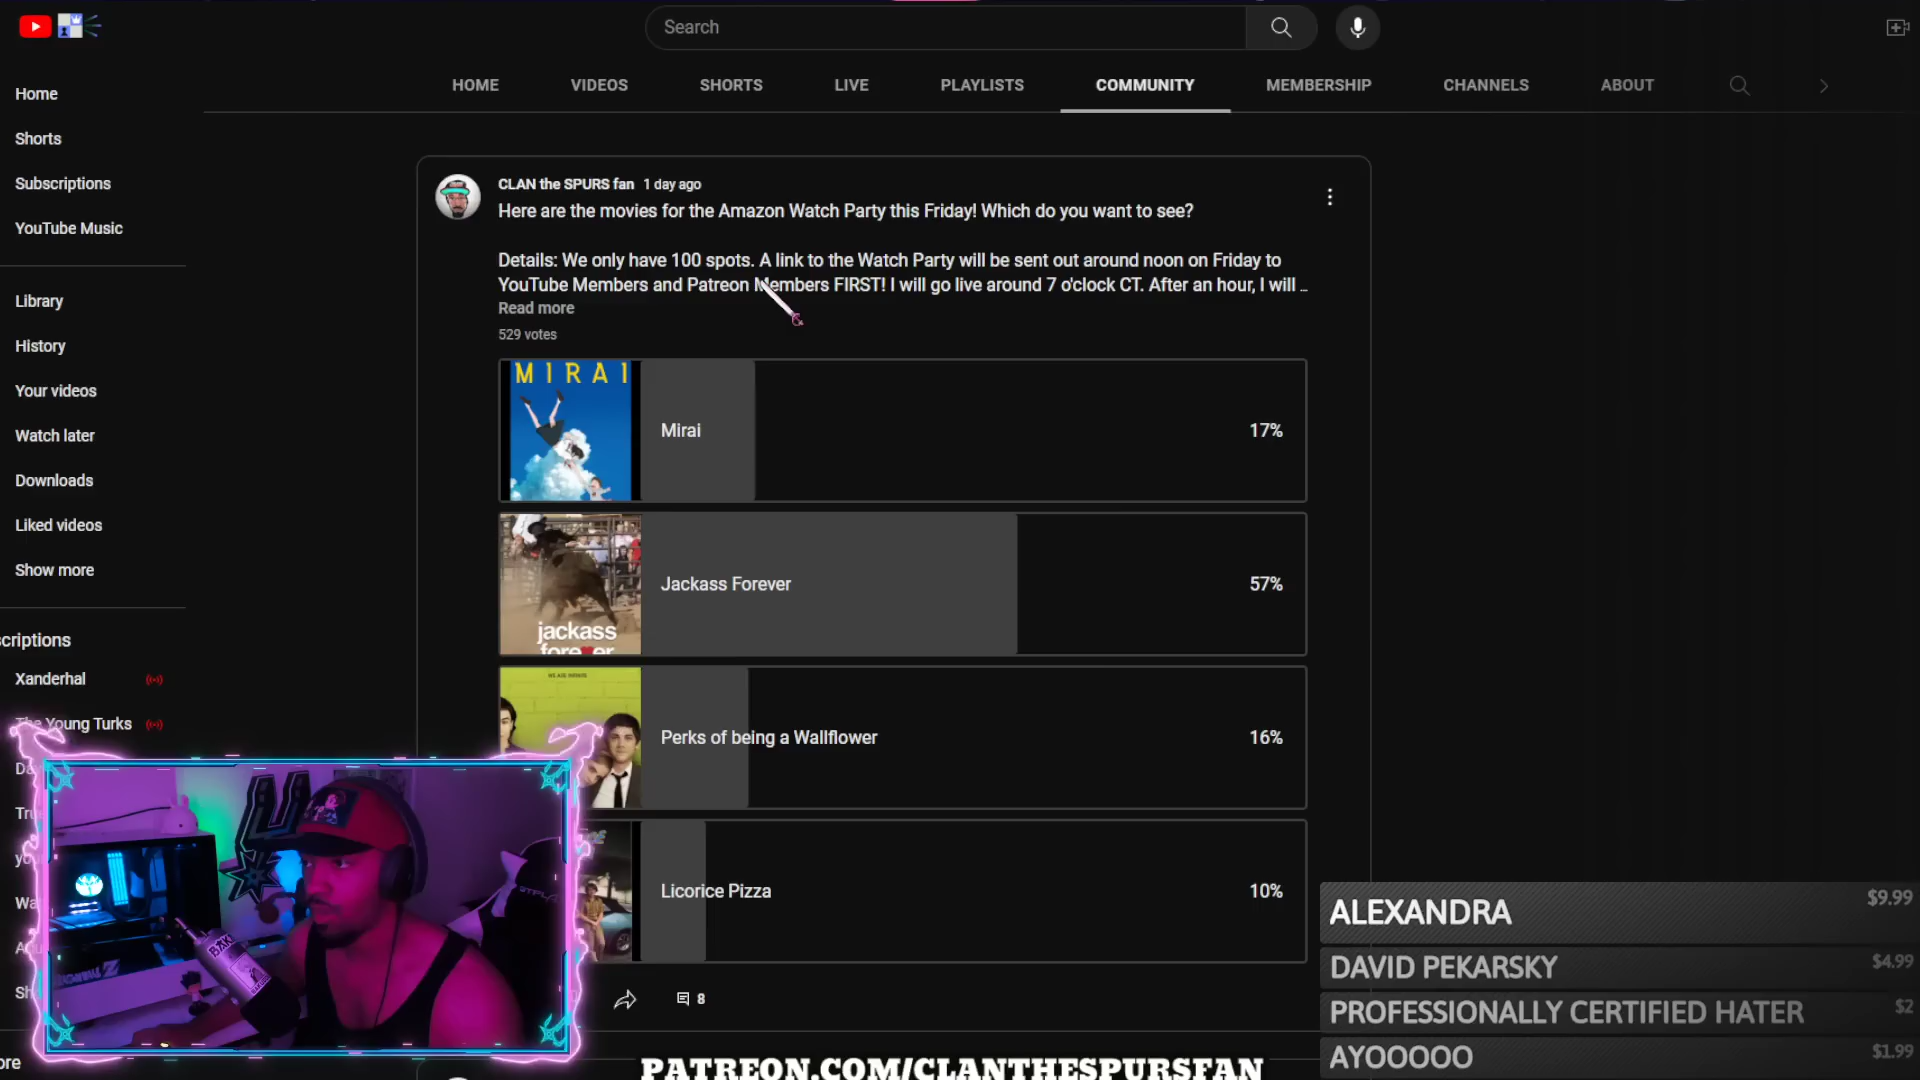 Search
HOME VIDEOS SHORTS LIVE PLAYLISTS COMMUNITY MEMBERSHIP CHANNELS ABOUT
Home
Shorts
Subscriptions
YouTube Music
Library
History
Your videos
Watch later
Downloads
Liked videos
Show more
scriptions
Xanderhal
The Young Turks
CLAN the SPURS fan 1 day ago
Here are the movies for the Amazon Watch Party this Friday! Which do you want to see?
Details: We only have 100 spots. A link to the Watch Party will be sent out around noon on Friday to
YouTube Members and Patreon Members FIRST! I will go live around 7 o'clock CT. After an hour, I will ...
Read more
529 votes
MIRAI
Mirai
17%
jackass
forever
Jackass Forever
57%
Perks of being a Wallflower
16%
Licorice Pizza
10%
8
ALEXANDRA $9.99
DAVID PEKARSKY $4.99
PROFESSIONALLY CERTIFIED HATER $2
AYOOOOO $1.99
PATREON.COM/CLANTHESPURSFAN